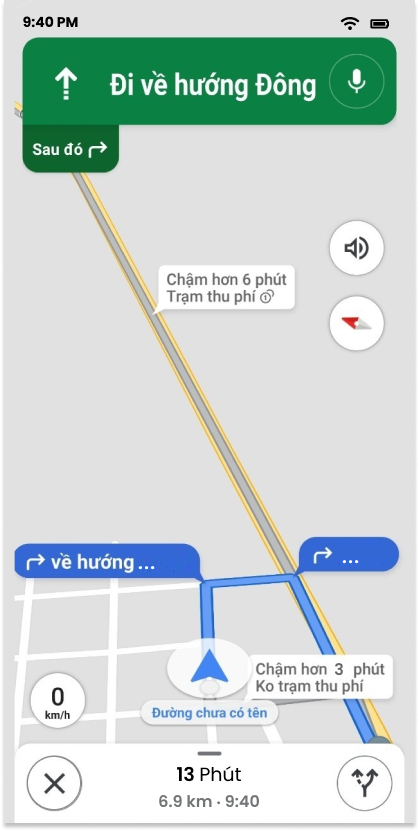 9:40 PM
Đi về hướng Đông
Sau đó
Chậm hơn 6 phút
Trạm thu phí
về hướng ...
...
Chậm hơn 3 phút
Ko trạm thu phí
0
km/h
Đường chưa có tên
13 Phút
6.9 km · 9:40